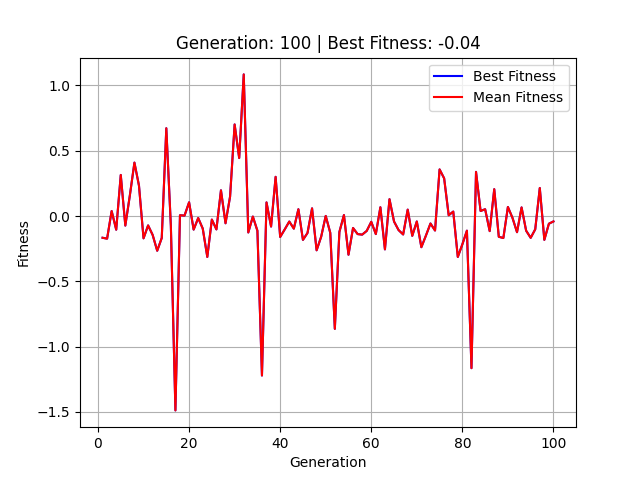 Generation: 100 | Best Fitness: -0.04
Best Fitness
Mean Fitness
1.0
0.5
0.0
−0.5
−1.0
−1.5
Fitness
0
20
40
60
80
100
Generation